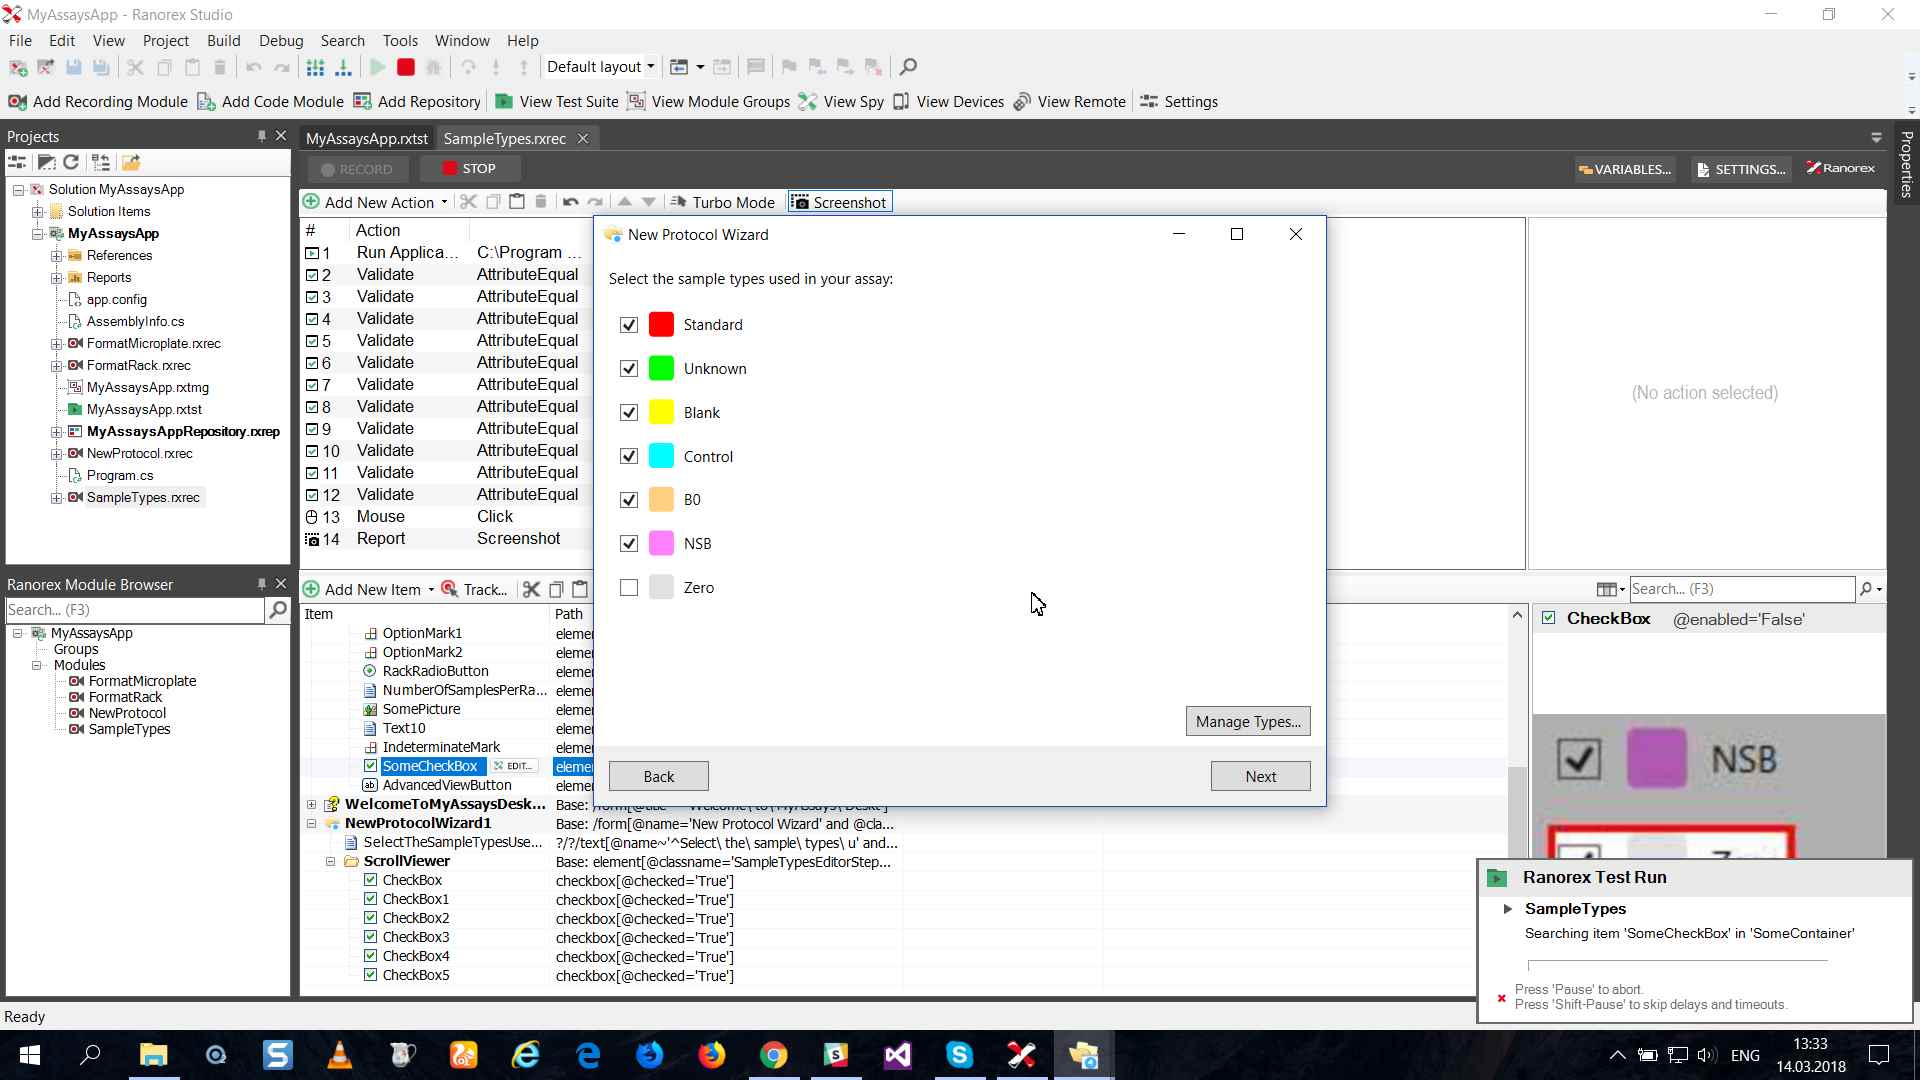 MyAssaysApp - Ranorex Studio
File Edit View Project Build Debug Search Tools Window Help
Default layout
Add Recording Module Add Code Module Add Repository View Test Suite View Module Groups View Spy View Devices View Remote Settings
Projects
Solution MyAssaysApp
Solution Items
MyAssaysApp
References
Reports
app.config
AssemblyInfo.cs
FormatMicroplate.rxrec
FormatRack.rxrec
MyAssaysApp.rxtmg
MyAssaysApp.rxtst
MyAssaysAppRepository.rxrep
NewProtocol.rxrec
Program.cs
SampleTypes.rxrec
Ranorex Module Browser
Search... (F3)
MyAssaysApp
Groups
Modules
FormatMicroplate
FormatRack
NewProtocol
SampleTypes
MyAssaysApp.rxtst SampleTypes.rxrec
RECORD STOP VARIABLES... SETTINGS... Ranorex
Properties
Add New Action Turbo Mode Screenshot
# Action
1 Run Applica... C:\Program ...
2 Validate AttributeEqual
3 Validate AttributeEqual
4 Validate AttributeEqual
5 Validate AttributeEqual
6 Validate AttributeEqual
7 Validate AttributeEqual
8 Validate AttributeEqual
9 Validate AttributeEqual
10 Validate AttributeEqual
11 Validate AttributeEqual
12 Validate AttributeEqual
13 Mouse Click
14 Report Screenshot
(No action selected)
New Protocol Wizard
Select the sample types used in your assay:
Standard
Unknown
Blank
Control
B0
NSB
Zero
Manage Types...
Back Next
Add New Item Track... Search... (F3)
Item Path
OptionMark1 eleme
OptionMark2 eleme
RackRadioButton eleme
NumberOfSamplesPerRa... eleme
SomePicture eleme
Text10 eleme
IndeterminateMark eleme
SomeCheckBox EDIT... eleme
AdvancedViewButton eleme
WelcomeToMyAssaysDesk...
NewProtocolWizard1 Base: /form[@name='New Protocol Wizard' and @cla...
SelectTheSampleTypesUse... ?/?/text[@name~'^Select\ the\ sample\ types\ u' and...
ScrollViewer Base: element[@classname='SampleTypesEditorStep...
CheckBox checkbox[@checked='True']
CheckBox1 checkbox[@checked='True']
CheckBox2 checkbox[@checked='True']
CheckBox3 checkbox[@checked='True']
CheckBox4 checkbox[@checked='True']
CheckBox5 checkbox[@checked='True']
CheckBox @enabled='False'
NSB
Ranorex Test Run
SampleTypes
Searching item 'SomeCheckBox' in 'SomeContainer'
Press 'Pause' to abort.
Press 'Shift-Pause' to skip delays and timeouts.
Ready
ENG
13:33
14.03.2018